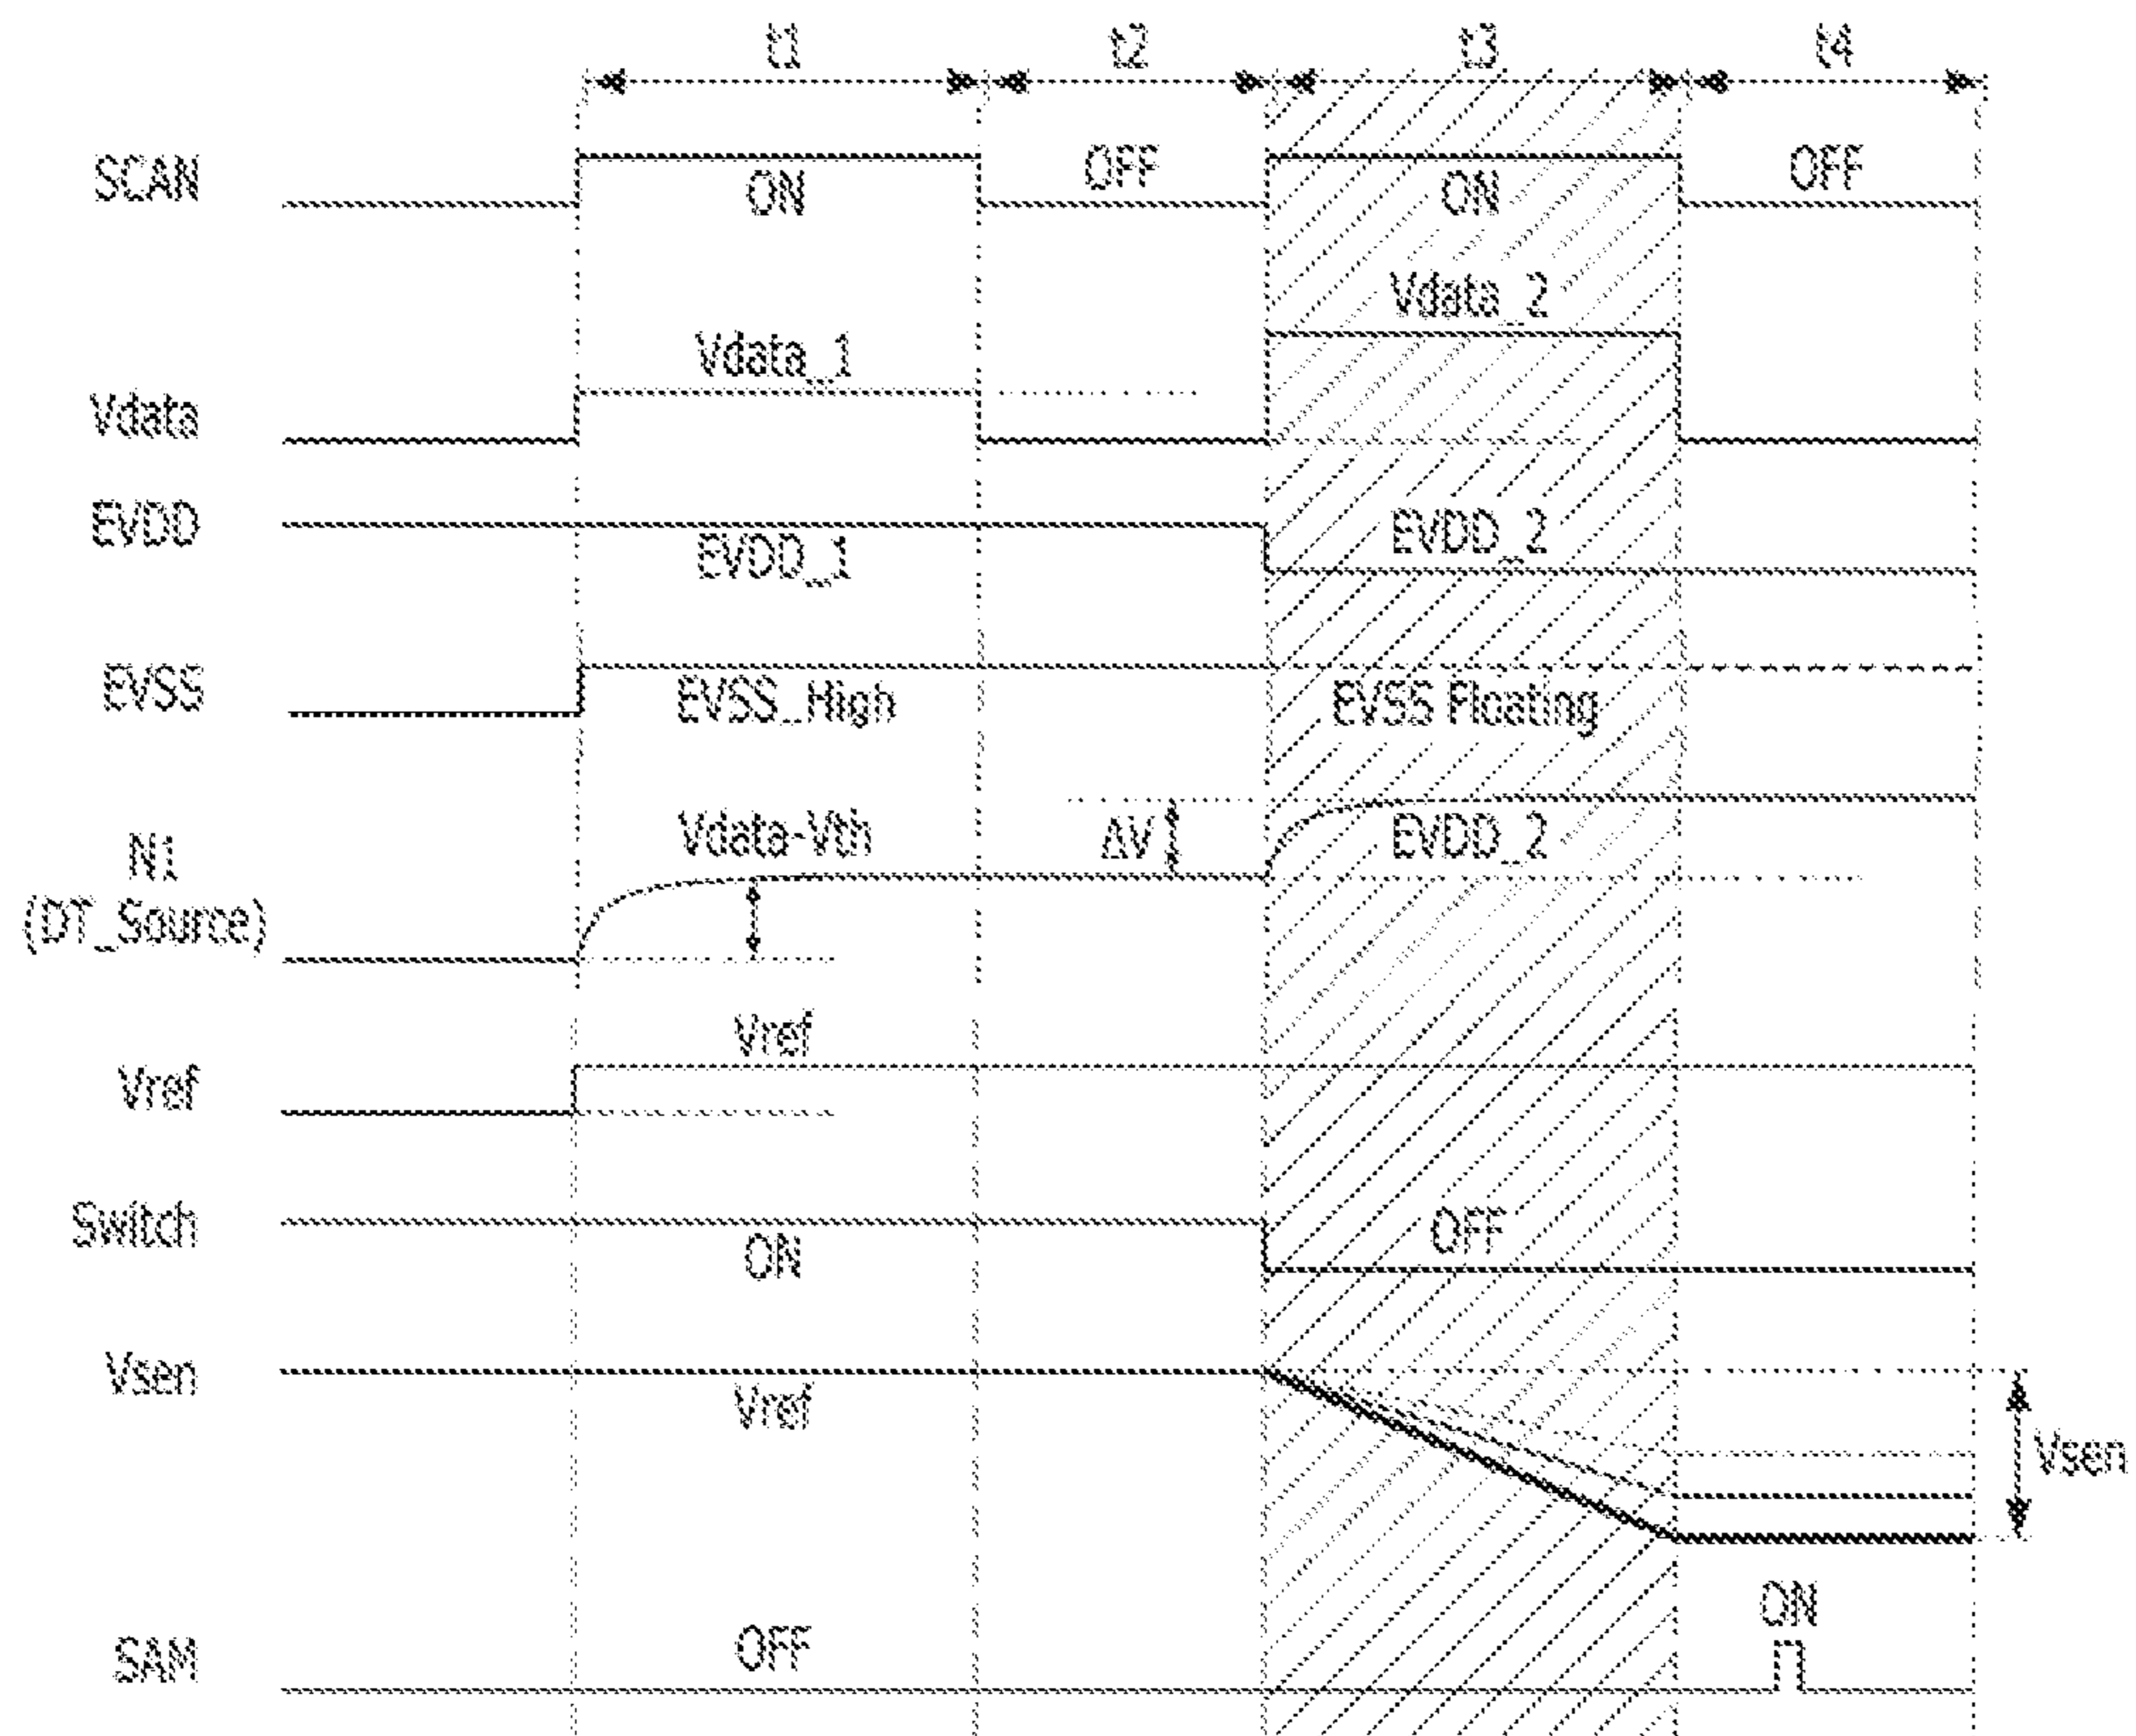 t1 t2 t3 t4
SCAN ON OFF ON OFF
Vdata_2
Vdata_1
Vdata
EVDD EVDD_1 EVDD_2
EVSS EVSS_High EVSS Floating
Vdata-Vth ΔV EVDD_2
N1
(DT_Source)
Vref
Vref
Switch ON OFF
Vsen Vref
Vsen
ON
SAM OFF